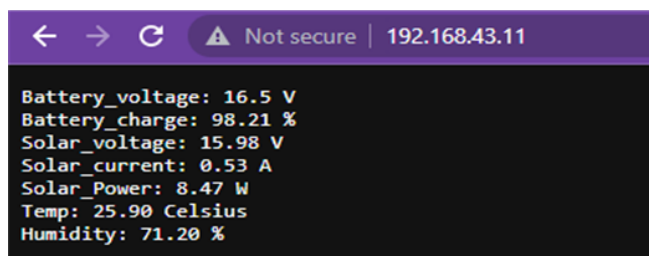 Not secure | 192.168.43.11
Battery_voltage: 16.5 V
Battery_charge: 98.21 %
Solar_voltage: 15.98 V
Solar_current: 0.53 A
Solar_Power: 8.47 W
Temp: 25.90 Celsius
Humidity: 71.20 %